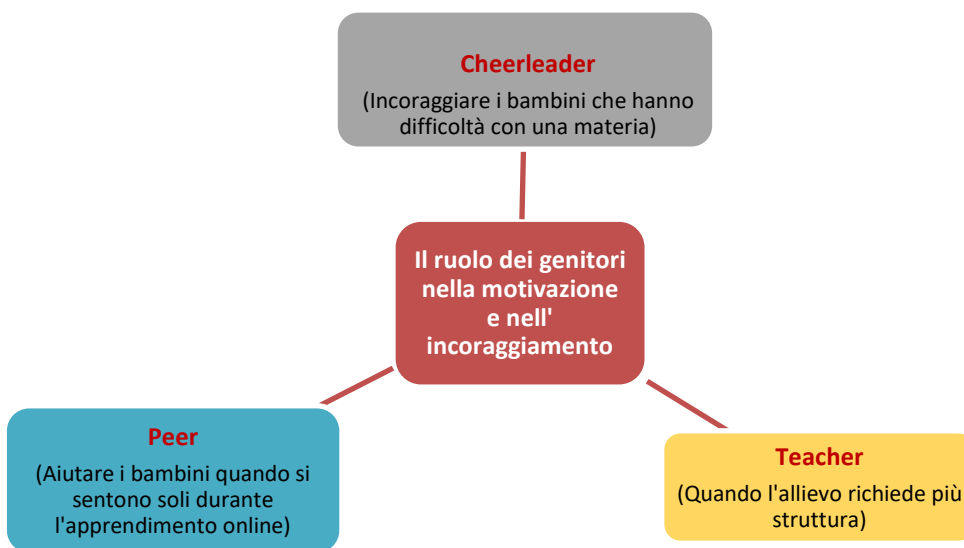 Cheerleader
(Incoraggiare i bambini che hanno
difficoltà con una materia)
Il ruolo dei genitori
nella motivazione
e nell'
incoraggiamento
Peer
(Aiutare i bambini quando si
sentono soli durante
l'apprendimento online)
Teacher
(Quando l'allievo richiede più
struttura)